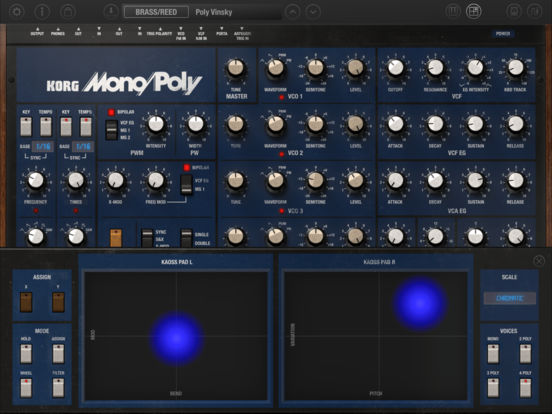 BRASS/REED Poly Vinsky
OUTPUT PHONES OUT IN OUT IN TRIG POLARITY VCO FM IN VCF fcM IN PORTA ARPEGGIO TRIG IN POWER
KORG Mono/Poly
TUNE MASTER
WAVEFORM SEMITONE LEVEL
VCO 1
CUTOFF RESONANCE EG INTENSITY KBD TRACK
VCF
KEY TEMPO KEY TEMPO
BASE 1/16 BASE 1/16
SYNC SYNC
BIPOLAR
VCF EG
MG 1
MG 2
PWM
INTENSITY WIDTH
PW
TUNE WAVEFORM SEMITONE LEVEL
VCO 2
ATTACK DECAY SUSTAIN RELEASE
VCF EG
FREQUENCY TIMES
X-MOD FREQ MOD
BIPOLAR
VCF EG
MG 1
TUNE WAVEFORM SEMITONE LEVEL
VCO 3
ATTACK DECAY SUSTAIN RELEASE
VCA EG
SYNC
S&X
X-MOD
SINGLE
DOUBLE
ASSIGN
X Y
MODE
HOLD ASSIGN
WHEEL FILTER
KAOSS PAD L
MOD
BEND
KAOSS PAD R
VARIATION
PITCH
SCALE
CHROMATIC
VOICES
MONO 2 POLY
3 POLY 4 POLY